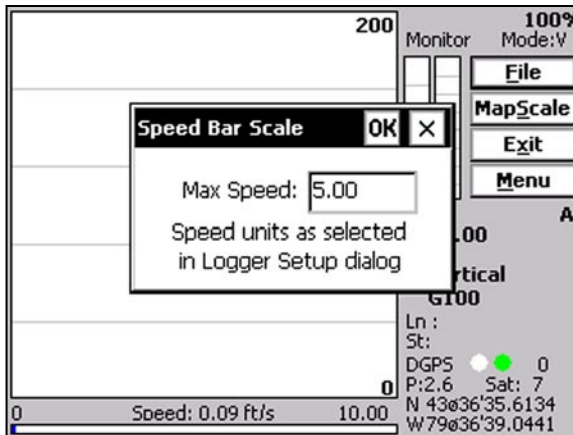 200
100%
Monitor Mode:V
File
MapScale
Exit
Menu
Speed Bar Scale OK ×
Max Speed: 5.00
Speed units as selected
in Logger Setup dialog
A
.00
rtical
G100
Ln :
St:
DGPS 0
P:2.6 Sat: 7
N 43ø36'35.6134
W79ø36'39.0441
0
0 Speed: 0.09 ft/s 10.00